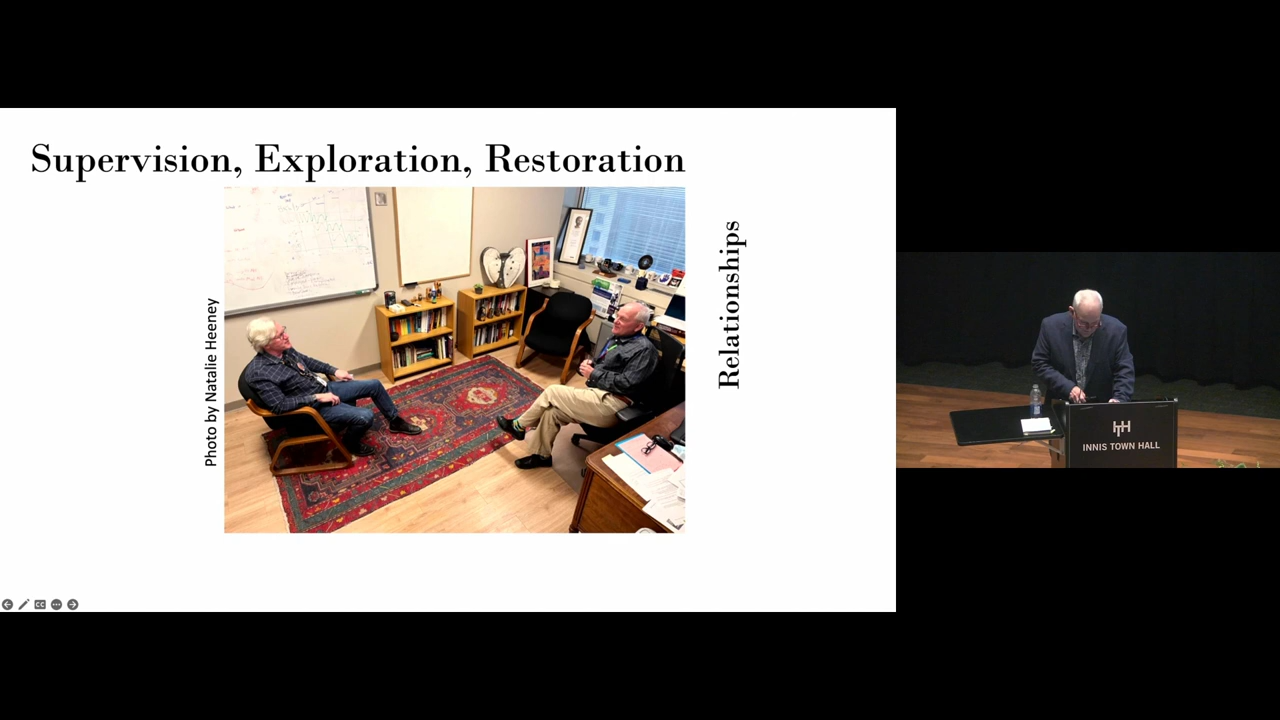 Supervision, Exploration, Restoration
Photo by Natalie Heeney
Relationships
INNIS TOWN HALL